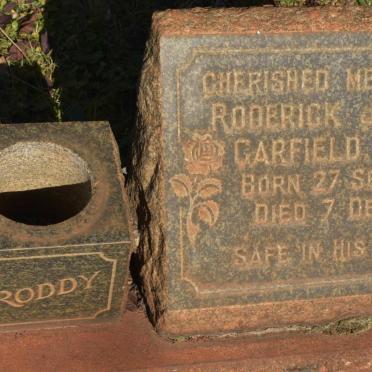 CHERISHED ME
RODERICK
GARFIELD
BORN 27 S
DIED 7 DE
SAFE IN HIS
RODDY